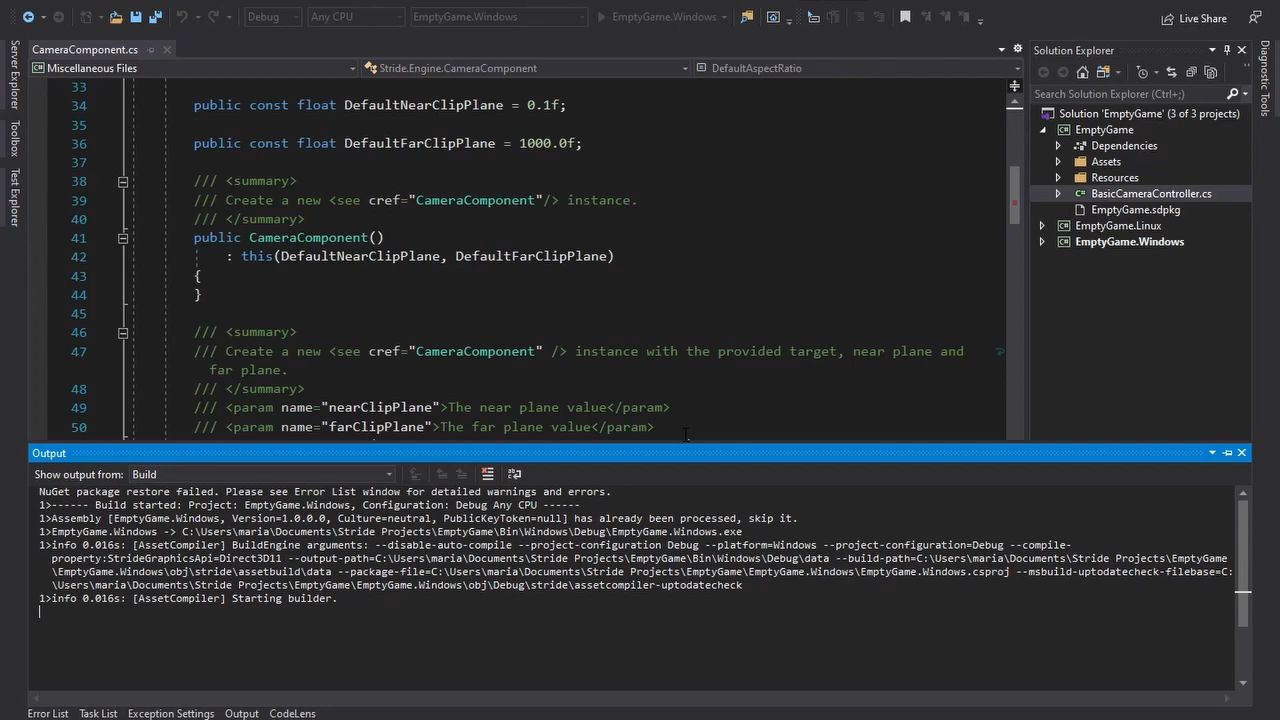 Debug
Any CPU
EmptyGame.Windows
EmptyGame.Windows
Live Share
CameraComponent.cs
Miscellaneous Files
Stride.Engine.CameraComponent
DefaultAspectRatio
33
34 public const float DefaultNearClipPlane = 0.1f;
35
36 public const float DefaultFarClipPlane = 1000.0f;
37
38 /// <summary>
39 /// Create a new <see cref="CameraComponent"/> instance.
40 /// </summary>
41 public CameraComponent()
42 : this(DefaultNearClipPlane, DefaultFarClipPlane)
43 {
44 }
45
46 /// <summary>
47 /// Create a new <see cref="CameraComponent" /> instance with the provided target, near plane and
far plane.
48 /// </summary>
49 /// <param name="nearClipPlane">The near plane value</param>
50 /// <param name="farClipPlane">The far plane value</param>
Server Explorer
Toolbox
Test Explorer
Solution Explorer
Search Solution Explorer (Ctrl+;)
Solution 'EmptyGame' (3 of 3 projects)
EmptyGame
Dependencies
Assets
Resources
C# BasicCameraController.cs
EmptyGame.sdpkg
EmptyGame.Linux
EmptyGame.Windows
Diagnostic Tools
Output
Show output from: Build
NuGet package restore failed. Please see Error List window for detailed warnings and errors.
1>------ Build started: Project: EmptyGame.Windows, Configuration: Debug Any CPU ------
1>Assembly [EmptyGame.Windows, Version=1.0.0.0, Culture=neutral, PublicKeyToken=null] has already been processed, skip it.
1>EmptyGame.Windows -> C:\Users\maria\Documents\Stride Projects\EmptyGame\Bin\Windows\Debug\EmptyGame.Windows.exe
1>info 0.016s: [AssetCompiler] BuildEngine arguments: --disable-auto-compile --project-configuration Debug --platform=Windows --project-configuration=Debug --compile-
property:StrideGraphicsApi=Direct3D11 --output-path=C:\Users\maria\Documents\Stride Projects\EmptyGame\Bin\Windows\Debug\data --build-path=C:\Users\maria\Documents\Stride Projects\EmptyGame
\EmptyGame.Windows\obj\stride\assetbuild\data --package-file=C:\Users\maria\Documents\Stride Projects\EmptyGame\EmptyGame.Windows\EmptyGame.Windows.csproj --msbuild-uptodatecheck-filebase=C:
\Users\maria\Documents\Stride Projects\EmptyGame\EmptyGame.Windows\obj\Debug\stride\assetcompiler-uptodatecheck
1>info 0.016s: [AssetCompiler] Starting builder.
Error List
Task List
Exception Settings
Output
CodeLens